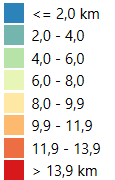 <= 2,0 km
2,0 - 4,0
4,0 - 6,0
6,0 - 8,0
8,0 - 9,9
9,9 - 11,9
11,9 - 13,9
> 13,9 km